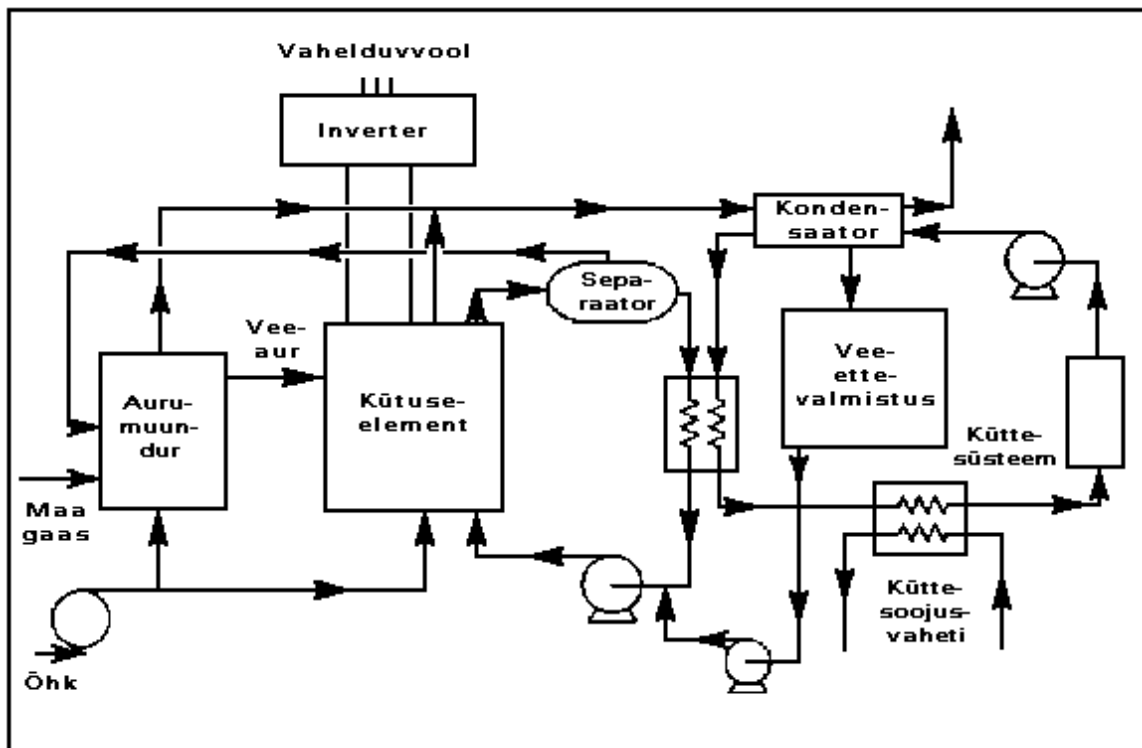 Vahelduvvool
Inverter
Konden-
saator
Sepa-
raator
Vee-
aur
Auru-
muun-
dur
Kütuse-
element
Vee-
ette-
valmistus
Kütte-
süsteem
Maa
gaas
Kütte-
soojus-
vaheti
Õhk